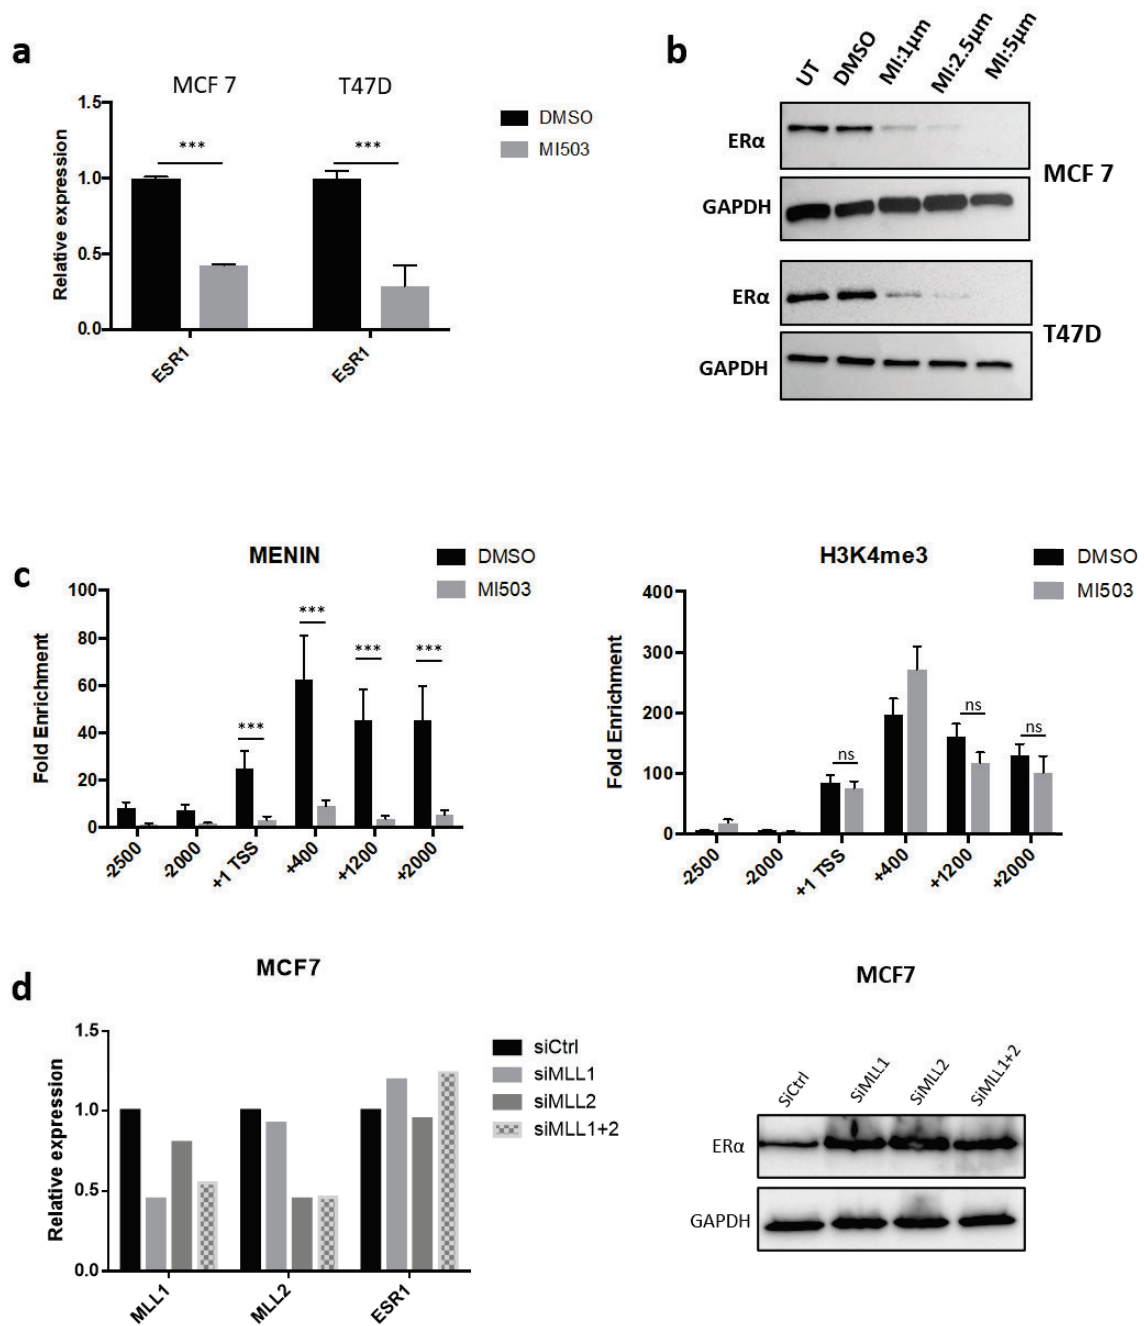 a
MCF 7
T47D
DMSO
MI503
Relative expression
1.5
1.0
0.5
0.0
***
***
ESR1
ESR1
b
UT
DMSO
MI:1µm
MI:2.5µm
MI:5µm
ERα
GAPDH
MCF 7
ERα
GAPDH
T47D
c
MENIN
DMSO
MI503
Fold Enrichment
100
80
60
40
20
0
***
***
***
***
-2500
-2000
+1 TSS
+400
+1200
+2000
H3K4me3
DMSO
MI503
Fold Enrichment
400
300
200
100
0
ns
ns
ns
-2500
-2000
+1 TSS
+400
+1200
+2000
d
MCF7
Relative expression
1.5
1.0
0.5
0.0
siCtrl
siMLL1
siMLL2
siMLL1+2
MLL1
MLL2
ESR1
MCF7
SiCtrl
SiMLL1
SiMLL2
SiMLL1+2
ERα
GAPDH